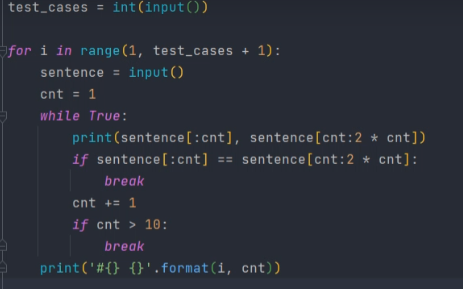 test_cases = int(input())
for i in range(1, test_cases + 1):
    sentence = input()
    cnt = 1
    while True:
        print(sentence[:cnt], sentence[cnt:2 * cnt])
        if sentence[:cnt] == sentence[cnt:2 * cnt]:
            break
        cnt += 1
        if cnt > 10:
            break
    print('#{} {}'.format(i, cnt))